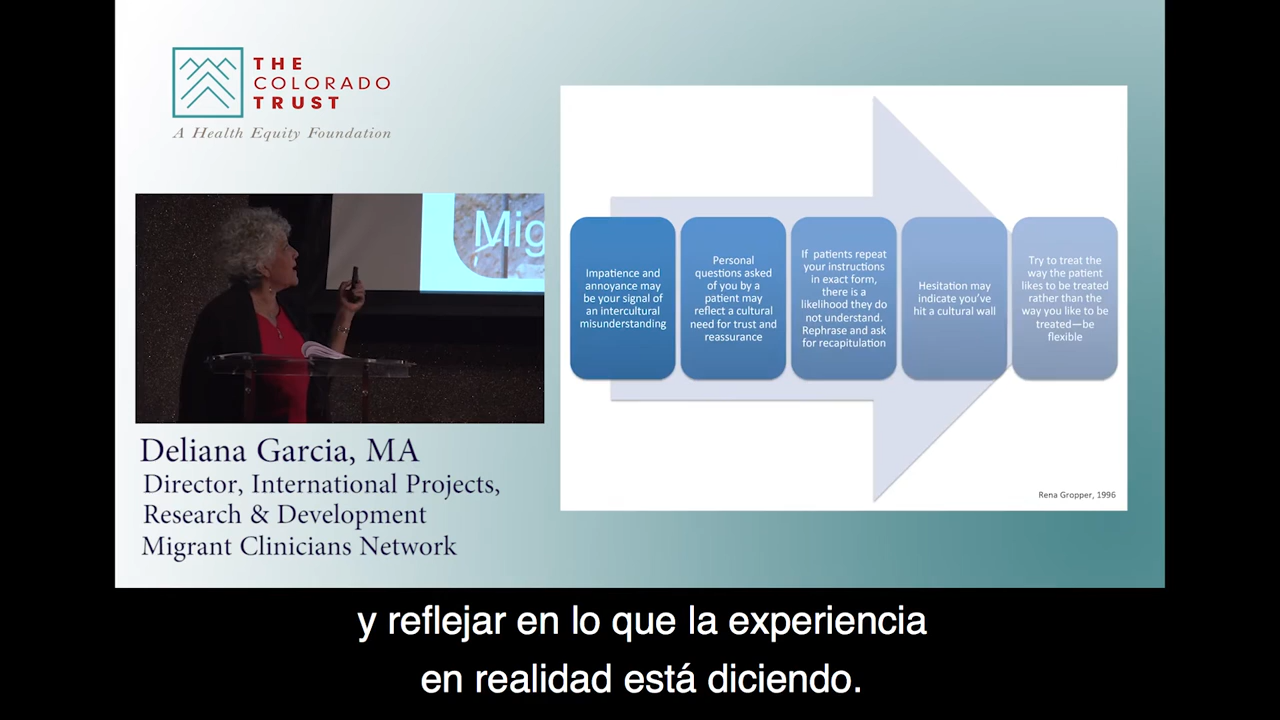 THE
COLORADO
TRUST
A Health Equity Foundation
Mig
Deliana Garcia, MA
Director, International Projects,
Research & Development
Migrant Clinicians Network
Impatience and
annoyance may
be your signal of
an intercultural
misunderstanding
Personal
questions asked
of you by a
patient may
reflect a cultural
need for trust and
reassurance
If patients repeat
your instructions
in exact form,
there is a
likelihood they do
not understand.
Rephrase and ask
for recapitulation
Hesitation may
indicate you've
hit a cultural wall
Try to treat the
way the patient
likes to be treated
rather than the
way you like to be
treated—be
flexible
Rena Gropper, 1996
y reflejar en lo que la experiencia
en realidad está diciendo.